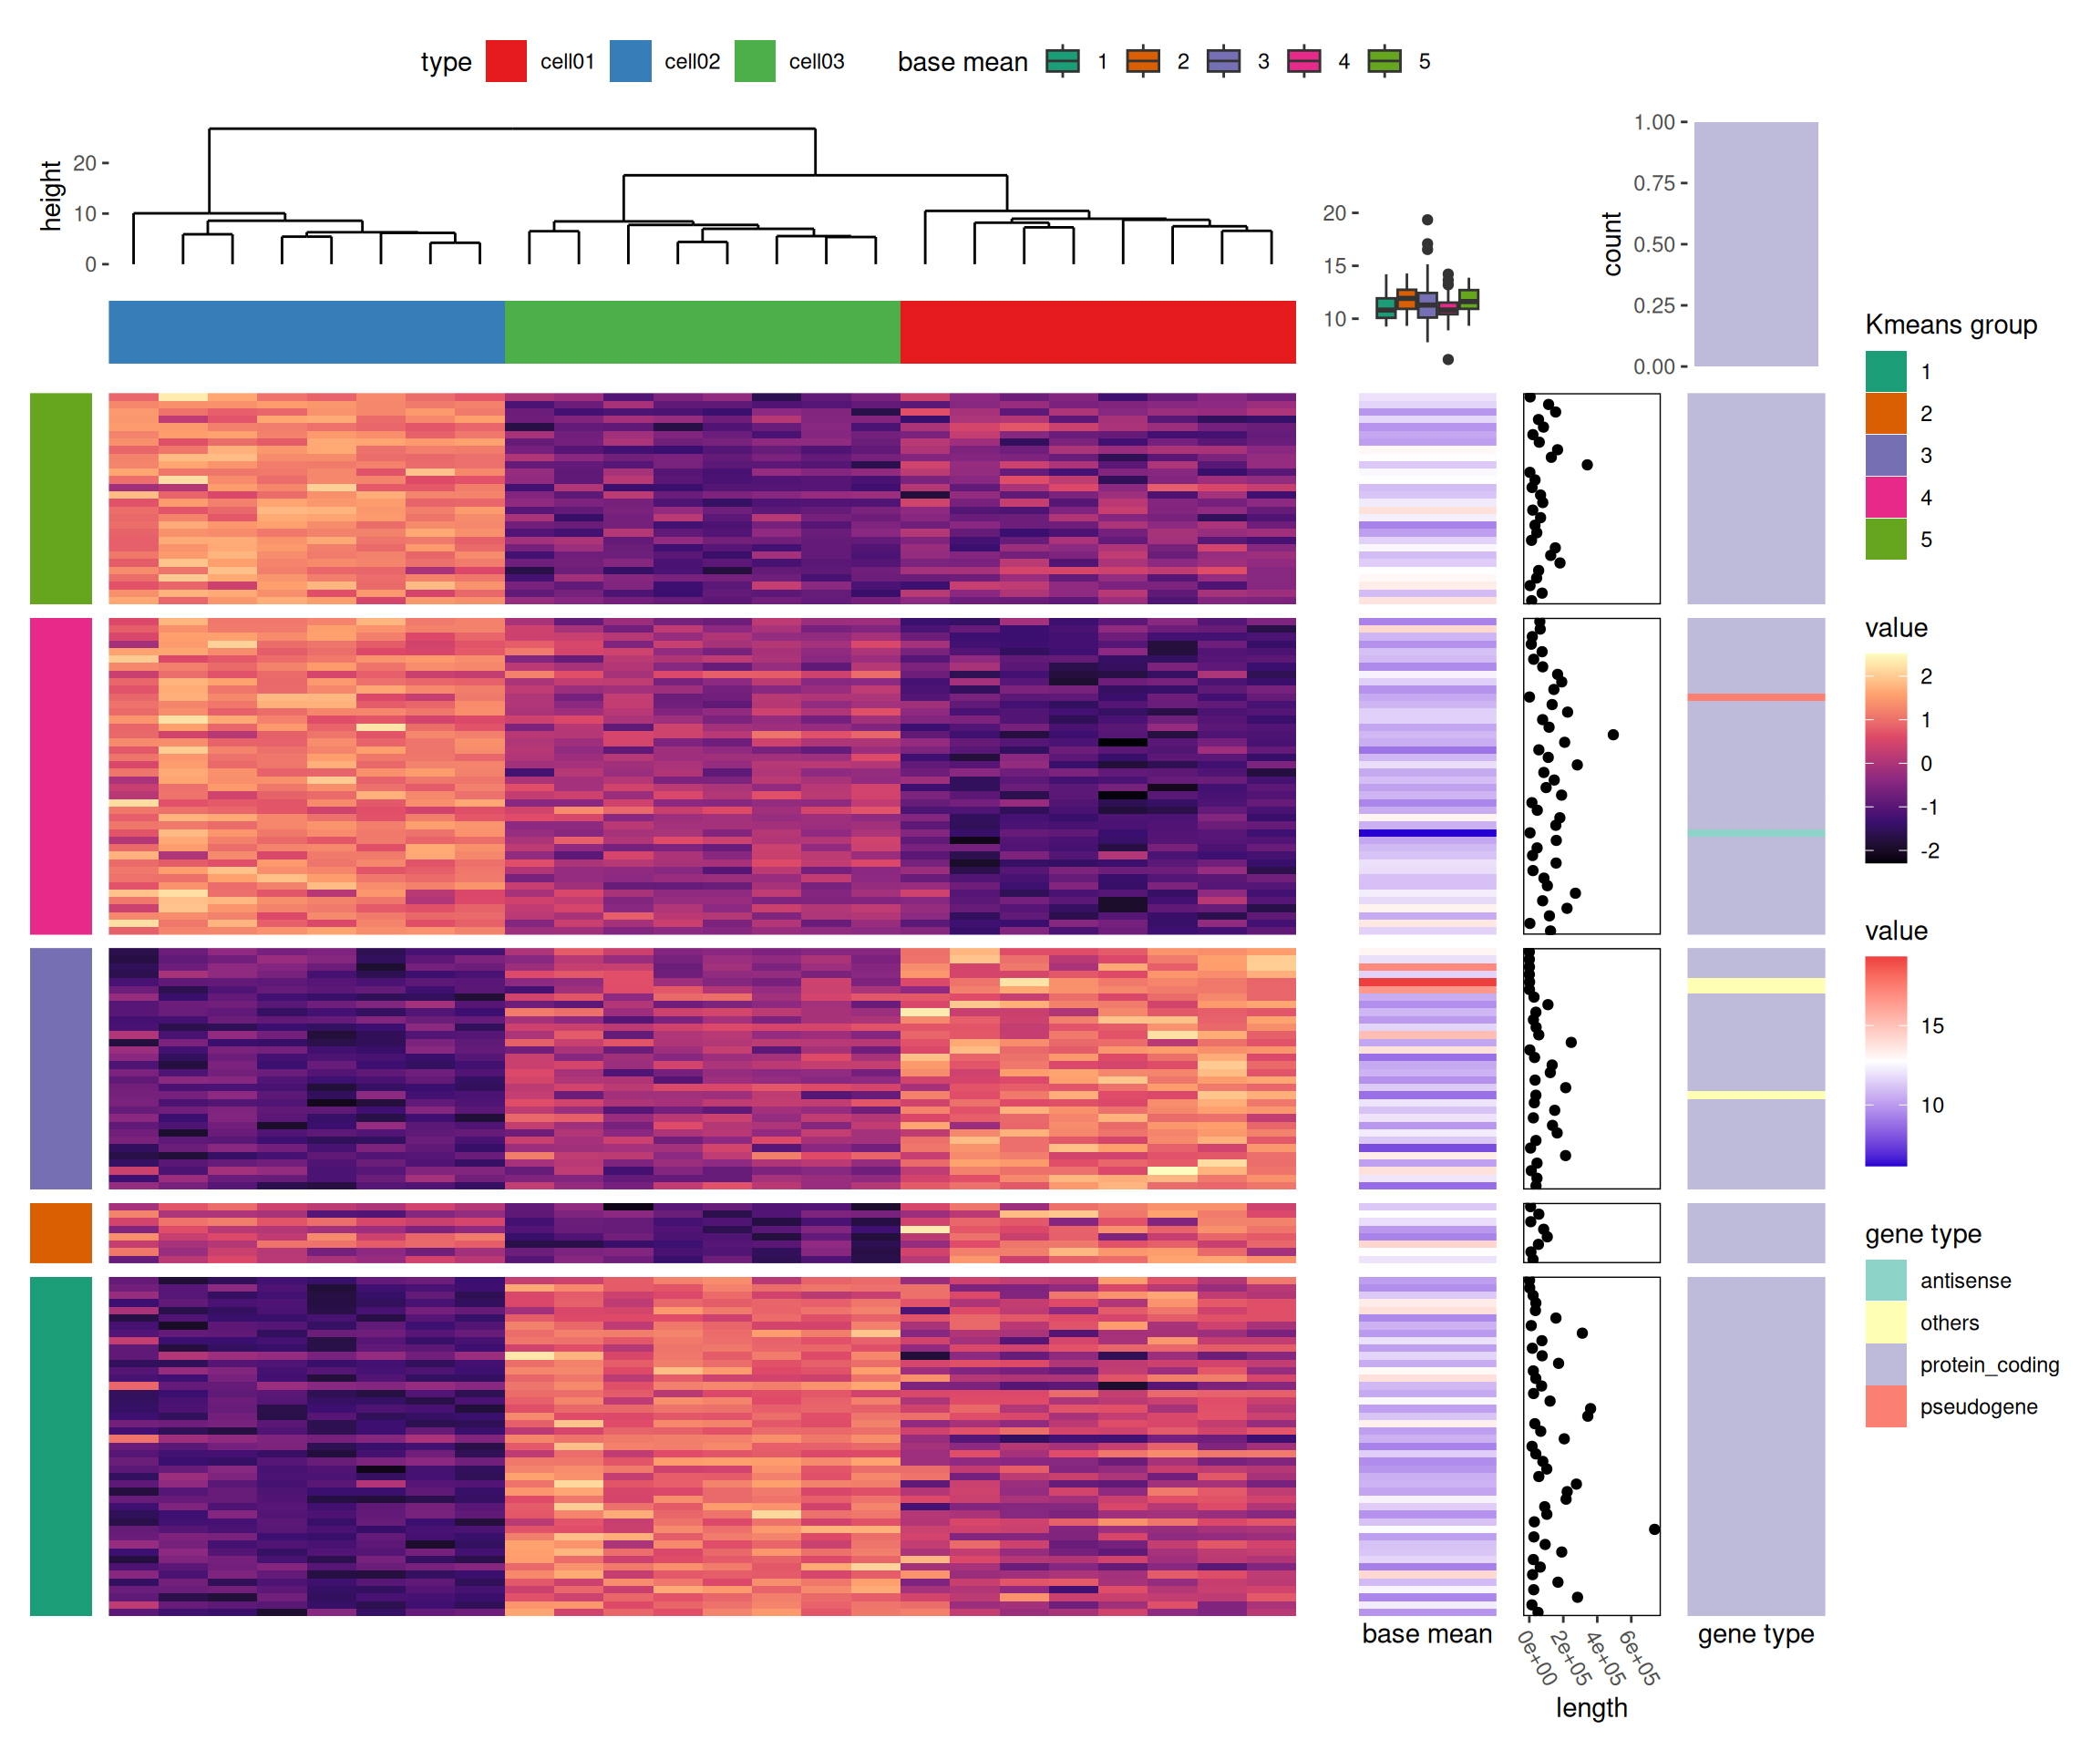 type cell01 cell02 cell03 base mean 1 2 3 4 5
height
20
10
0
20
15
10
count
1.00
0.75
0.50
0.25
0.00
Kmeans group
1
2
3
4
5
value
2
1
0
-1
-2
value
15
10
gene type
antisense
others
protein_coding
pseudogene
base mean
0e+00 2e+05 4e+05 6e+05
length
gene type